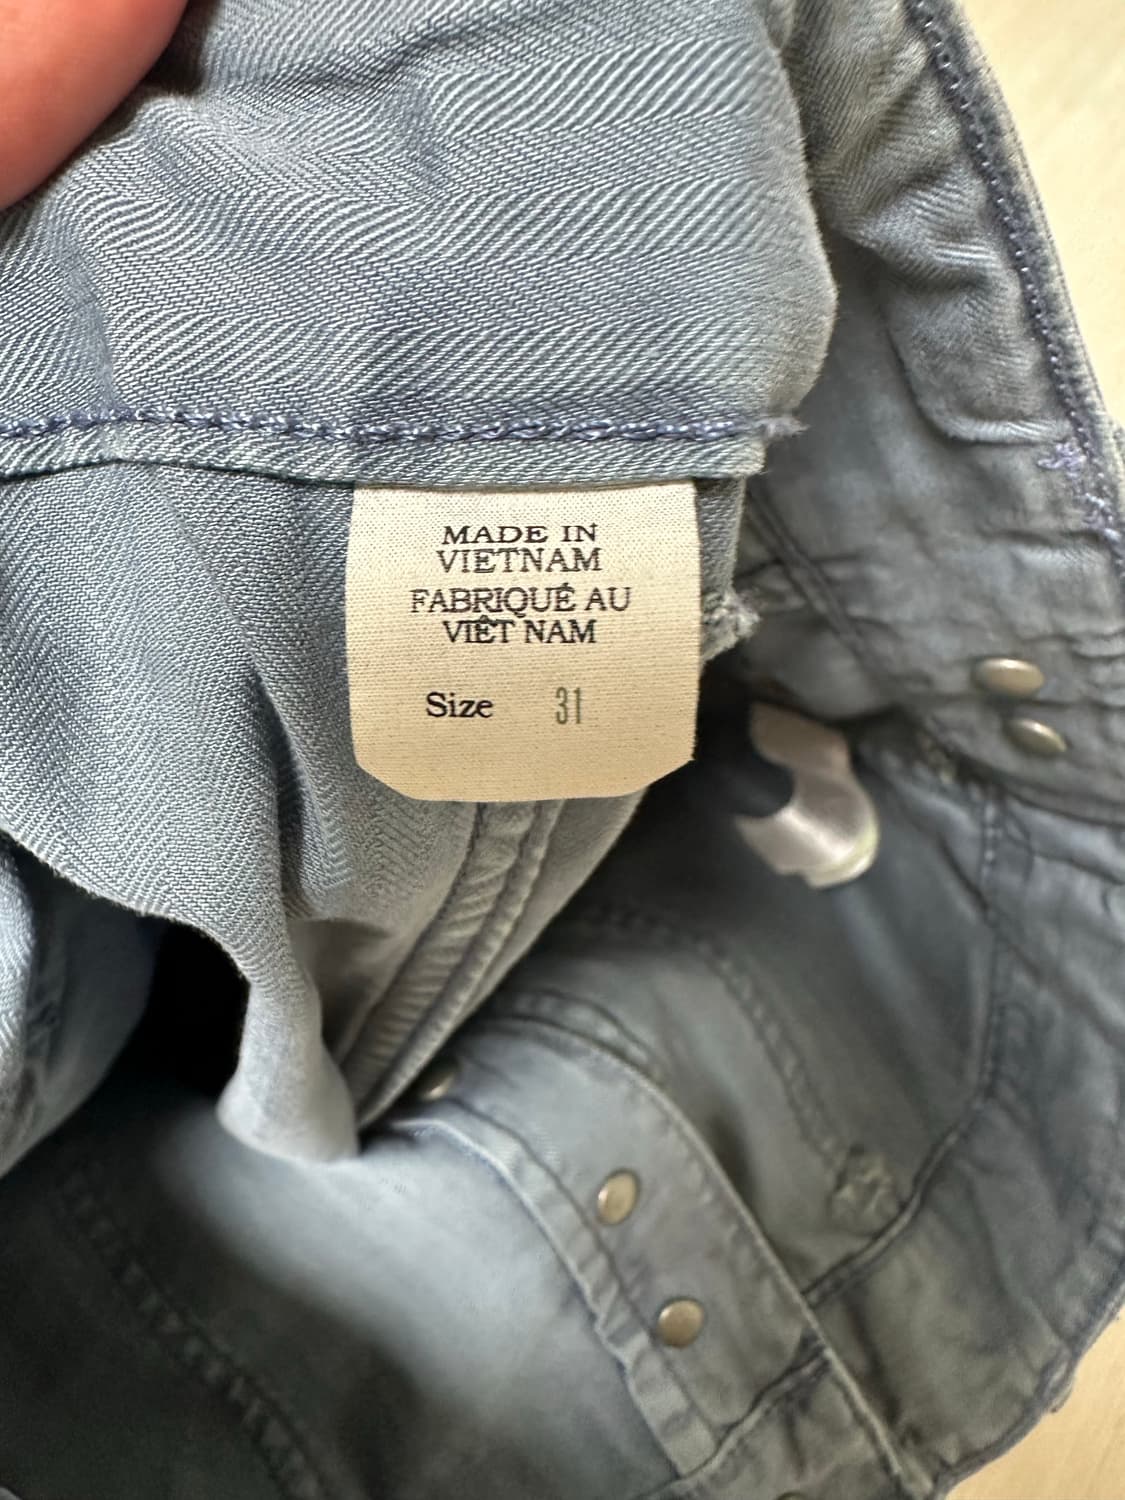 MADE IN
VIETNAM
FABRIQUÉ AU
VIÊT NAM
Size 31